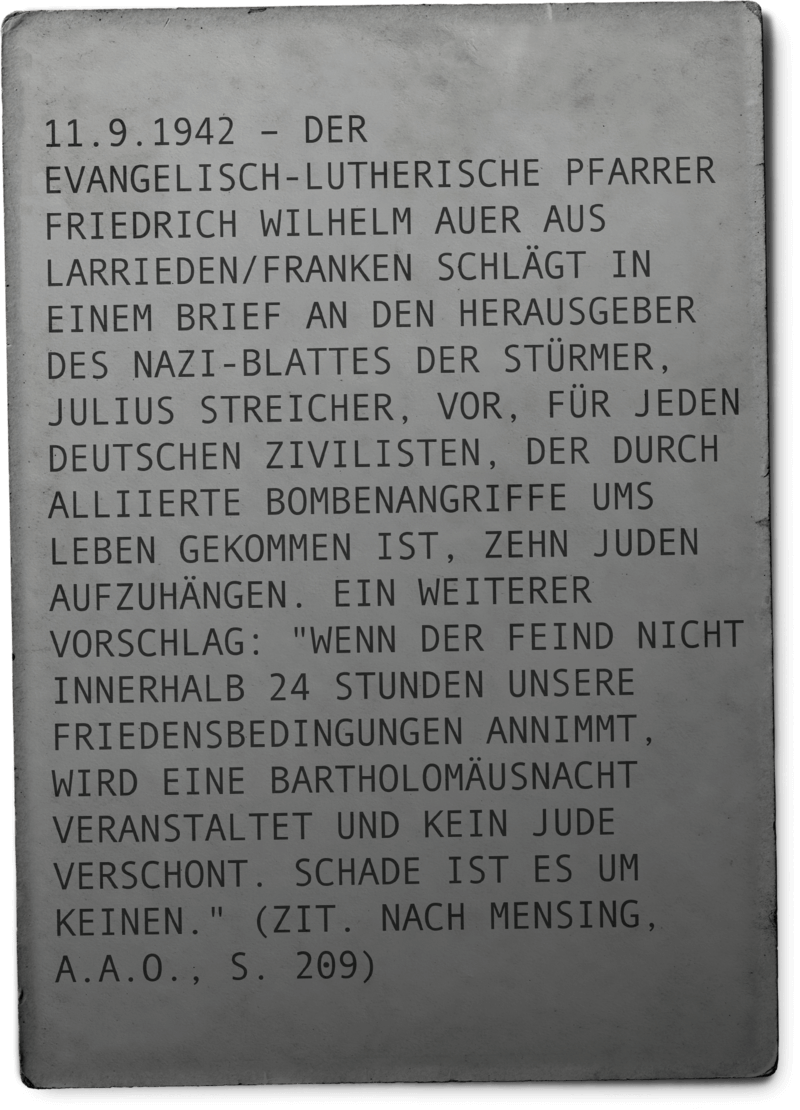 11.9.1942 – DER
EVANGELISCH-LUTHERISCHE PFARRER
FRIEDRICH WILHELM AUER AUS
LARRIEDEN/FRANKEN SCHLÄGT IN
EINEM BRIEF AN DEN HERAUSGEBER
DES NAZI-BLATTES DER STÜRMER,
JULIUS STREICHER, VOR, FÜR JEDEN
DEUTSCHEN ZIVILISTEN, DER DURCH
ALLIIERTE BOMBENANGRIFFE UMS
LEBEN GEKOMMEN IST, ZEHN JUDEN
AUFZUHÄNGEN. EIN WEITERER
VORSCHLAG: "WENN DER FEIND NICHT
INNERHALB 24 STUNDEN UNSERE
FRIEDENSBEDINGUNGEN ANNIMMT,
WIRD EINE BARTHOLOMÄUSNACHT
VERANSTALTET UND KEIN JUDE
VERSCHONT. SCHADE IST ES UM
KEINEN." (ZIT. NACH MENSING,
A.A.O., S. 209)